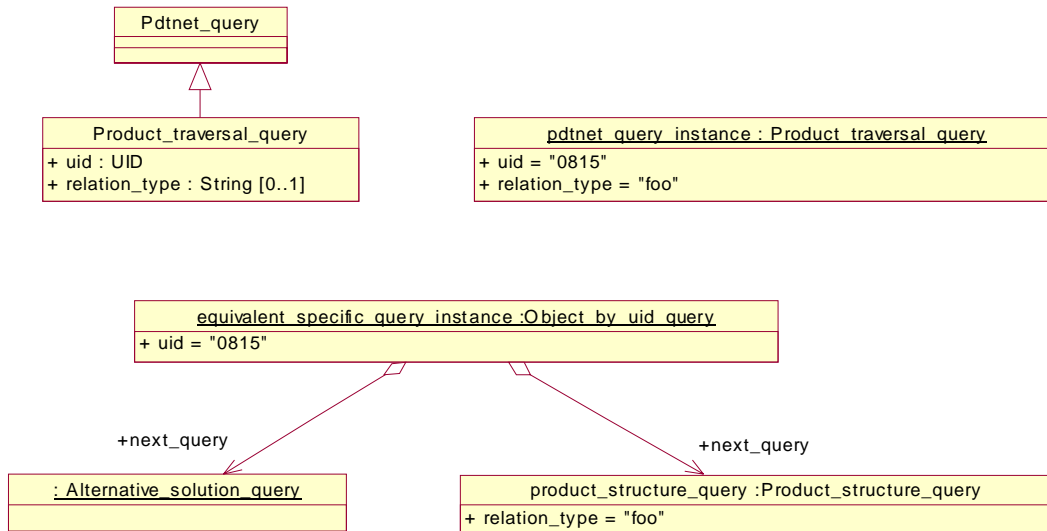 Pdtnet_query
Product_traversal_query
+ uid : UID
+ relation_type : String [0..1]
pdtnet_query_instance : Product_traversal_query
+ uid = "0815"
+ relation_type = "foo"
equivalent_specific_query_instance :Object_by_uid_query
+ uid = "0815"
+next_query
+next_query
: Alternative_solution_query
product_structure_query :Product_structure_query
+ relation_type = "foo"